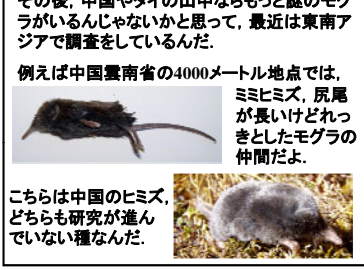 その後，中国やタイの山中ならもっと謎のモグ
ラがいるんじゃないかと思って，最近は東南ア
ジアで調査をしているんだ．
例えば中国雲南省の4000メートル地点では，
ミミヒミズ，尻尾
が長いけどれっ
きとしたモグラの
仲間だよ．
こちらは中国のヒミズ，
どちらも研究が進ん
でいない種なんだ．